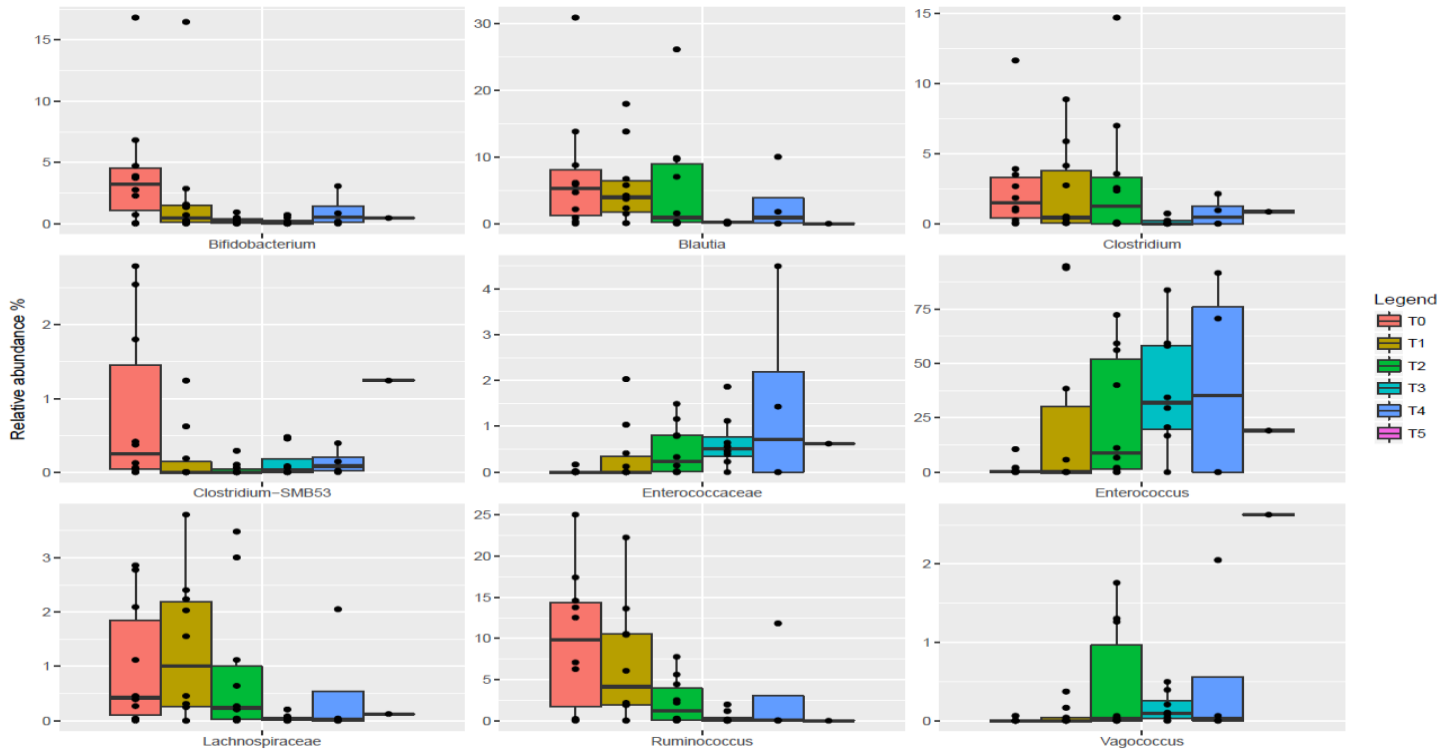 15
10
5
0
Bifidobacterium
30
20
10
0
Blautia
15
10
5
0
Clostridium
Relative abundance %
2
1
0
Clostridium-SMB53
4
3
2
1
0
Enterococcaceae
75
50
25
0
Enterococcus
3
2
1
0
Lachnospiraceae
25
20
15
10
5
0
Ruminococcus
2
1
0
Vagococcus
Legend
T0
T1
T2
T3
T4
T5